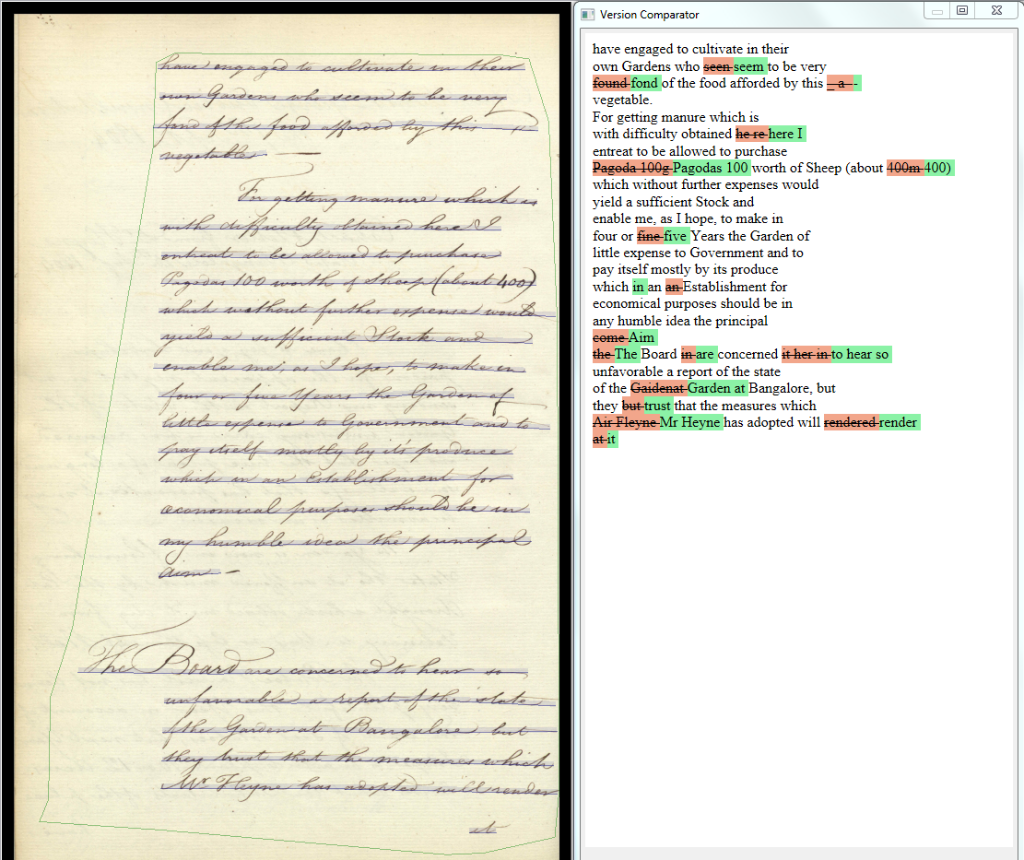 have engaged to cultivate in their
own Gardens who seem to be very
fond of the food afforded by this
vegetable —
For getting manure which is
with difficulty obtained here I
entreat to be allowed to purchase
Pagodas 100 worth of Sheep (about 400)
which without further expense would
yield a sufficient Stock and
enable me, as I hope, to make in
four or five Years the Garden of
little expense to Government and to
pay itself mostly by it's produce
which in an Establishment for
œconomical purposes should be in
my humble idea the principal
aim —
The Board are concerned to hear so
unfavorable a report of the state
of the Garden at Bangalore but
they trust that the measures which
Mr Heyne has adopted will render
it
Version Comparator
have engaged to cultivate in their
own Gardens who seen seem to be very
found fond of the food afforded by this _ a - -
vegetable.
For getting manure which is
with difficulty obtained he re here I
entreat to be allowed to purchase
Pagoda 100g Pagodas 100 worth of Sheep (about 400m 400)
which without further expenses would
yield a sufficient Stock and
enable me, as I hope, to make in
four or fine five Years the Garden of
little expense to Government and to
pay itself mostly by its produce
which in an an Establishment for
economical purposes should be in
any humble idea the principal
come Aim
the The Board in are concerned it her in to hear so
unfavorable a report of the state
of the Gaidenat Garden at Bangalore, but
they but trust that the measures which
Air Fleyne Mr Heyne has adopted will rendered render
at it